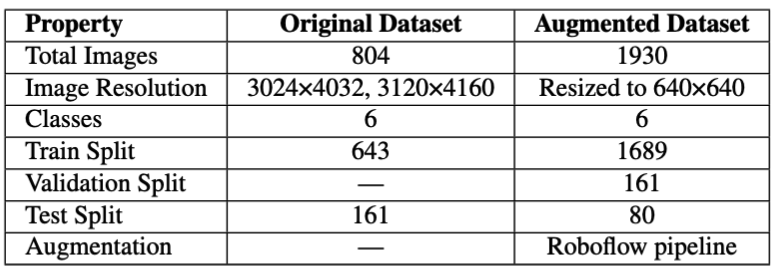 Property Original Dataset Augmented Dataset
Total Images 804 1930
Image Resolution 3024×4032, 3120×4160 Resized to 640×640
Classes 6 6
Train Split 643 1689
Validation Split — 161
Test Split 161 80
Augmentation — Roboflow pipeline